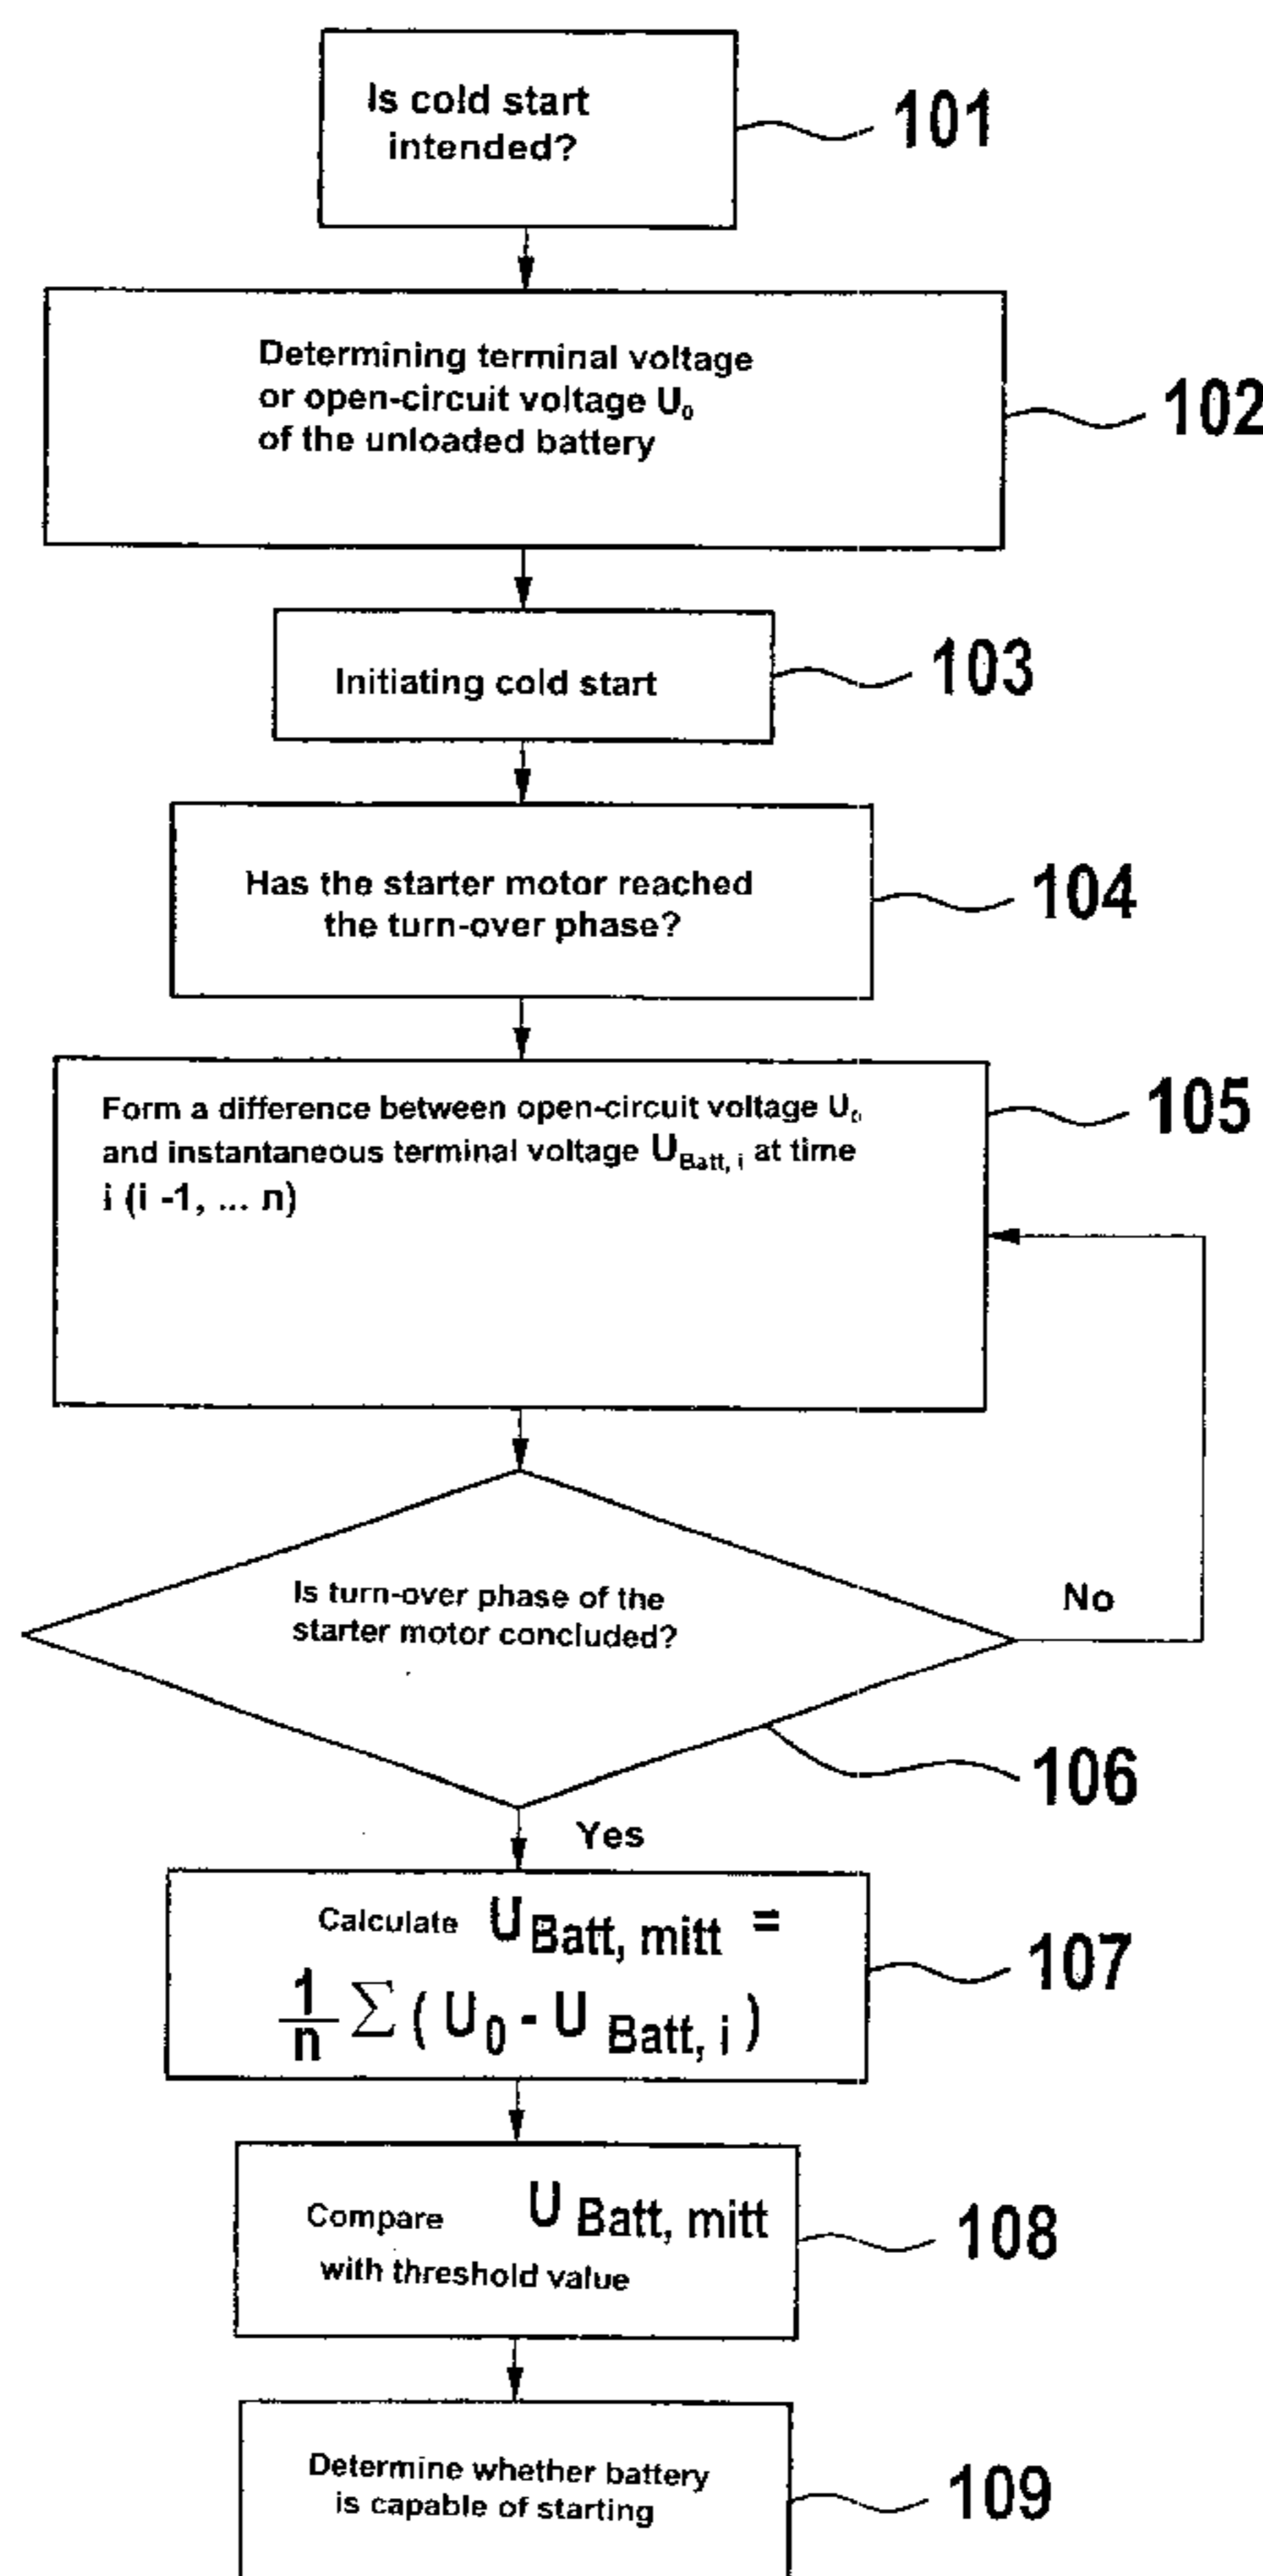 Is cold start
intended?
101
Determining terminal voltage
or open-circuit voltage U₀
of the unloaded battery
102
Initiating cold start
103
Has the starter motor reached
the turn-over phase?
104
Form a difference between open-circuit voltage U₀
and instantaneous terminal voltage U Batt, i at time
i (i -1, ... n)
105
Is turn-over phase of the
starter motor concluded?
No
106
Yes
Calculate U Batt, mitt =
1/n Σ ( U₀ - U Batt, i )
107
Compare U Batt, mitt
with threshold value
108
Determine whether battery
is capable of starting
109